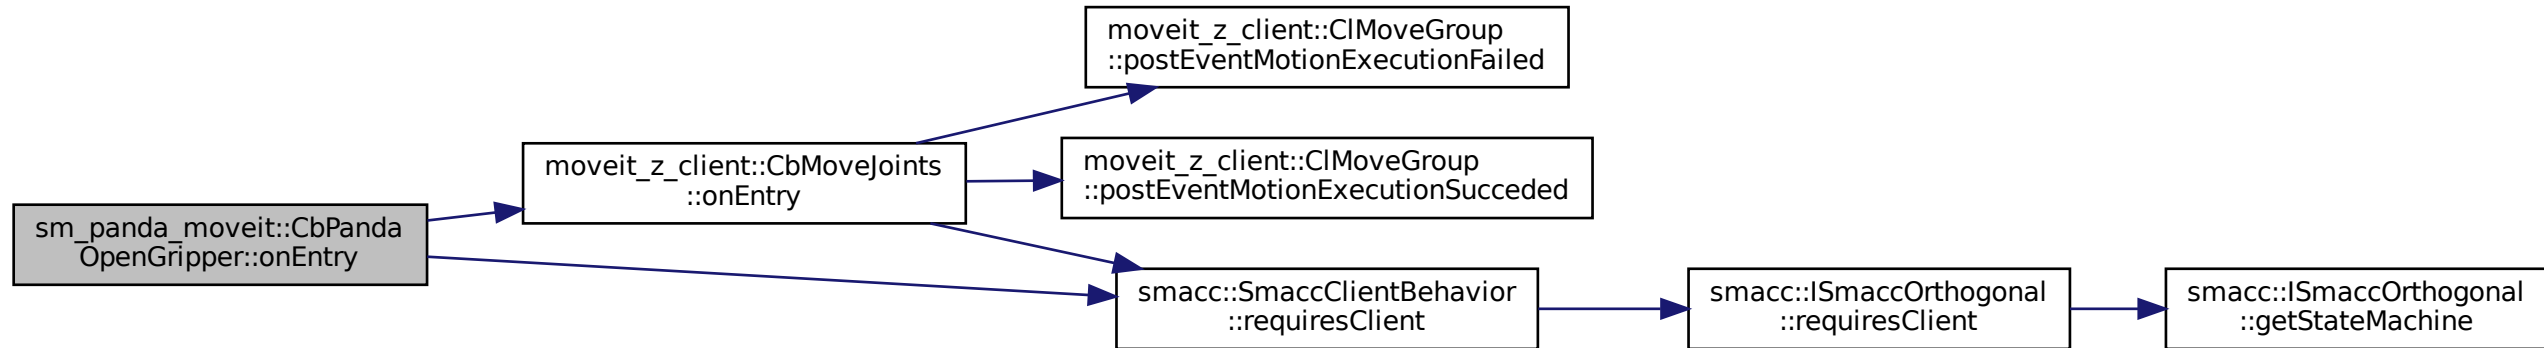 moveit_z_client::ClMoveGroup
::postEventMotionExecutionFailed
moveit_z_client::CbMoveJoints
::onEntry
moveit_z_client::ClMoveGroup
::postEventMotionExecutionSucceded
sm_panda_moveit::CbPanda
OpenGripper::onEntry
smacc::SmaccClientBehavior
::requiresClient
smacc::ISmaccOrthogonal
::requiresClient
smacc::ISmaccOrthogonal
::getStateMachine